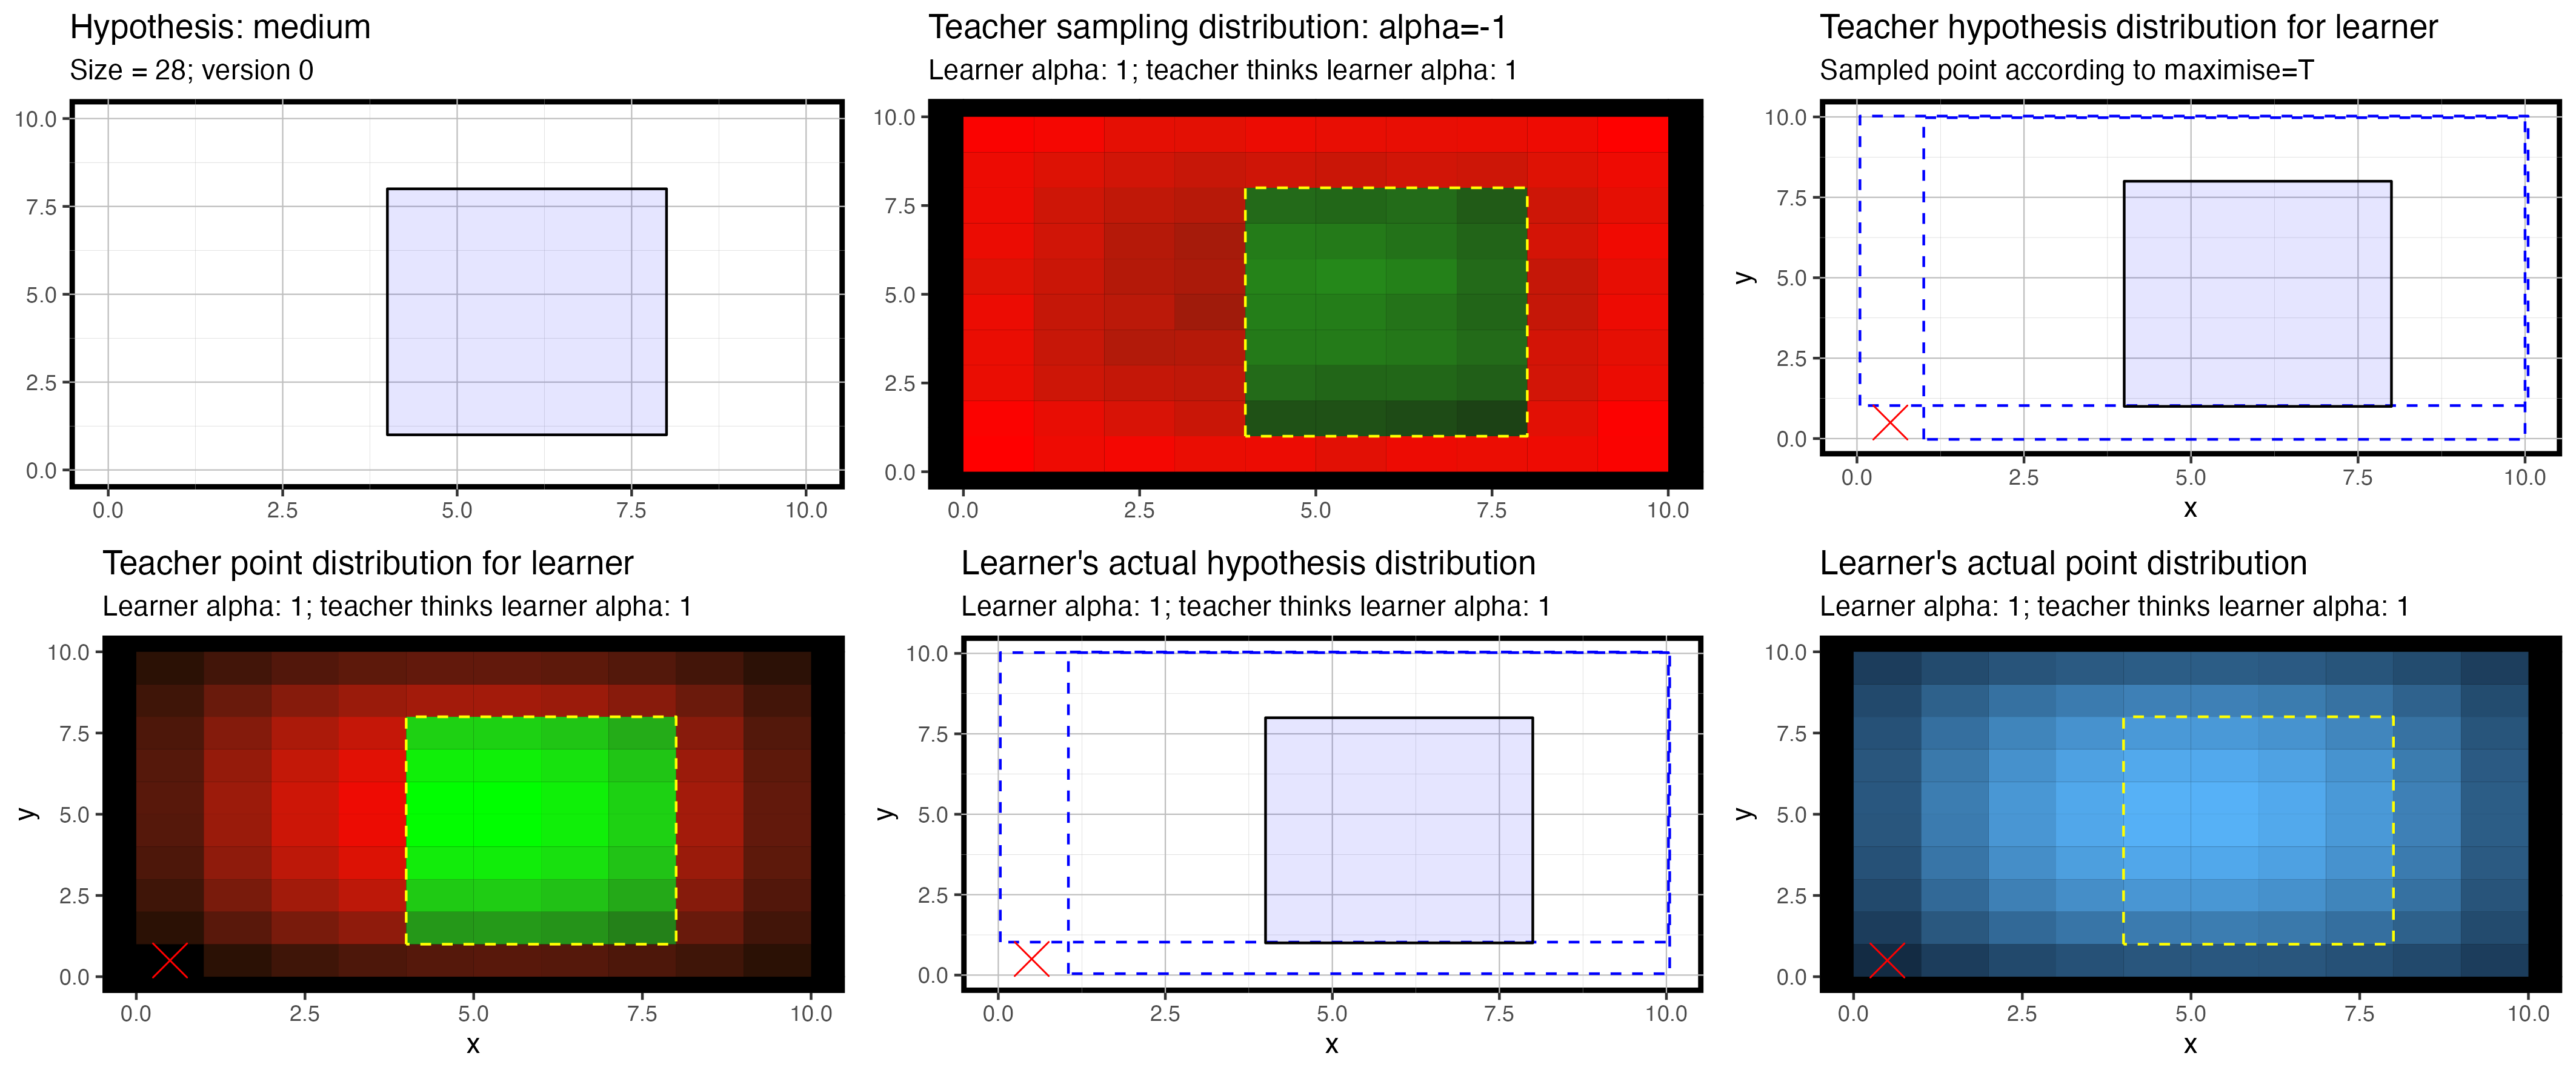 Hypothesis: medium
Size = 28; version 0
10.0
7.5
5.0
2.5
0.0
0.0 2.5 5.0 7.5 10.0
Teacher sampling distribution: alpha=-1
Learner alpha: 1; teacher thinks learner alpha: 1
10.0
7.5
5.0
2.5
0.0
0.0 2.5 5.0 7.5 10.0
Teacher hypothesis distribution for learner
Sampled point according to maximise=T
y
10.0
7.5
5.0
2.5
0.0
0.0 2.5 5.0 7.5 10.0
x
Teacher point distribution for learner
Learner alpha: 1; teacher thinks learner alpha: 1
y
10.0
7.5
5.0
2.5
0.0
0.0 2.5 5.0 7.5 10.0
x
Learner's actual hypothesis distribution
Learner alpha: 1; teacher thinks learner alpha: 1
y
10.0
7.5
5.0
2.5
0.0
0.0 2.5 5.0 7.5 10.0
x
Learner's actual point distribution
Learner alpha: 1; teacher thinks learner alpha: 1
y
10.0
7.5
5.0
2.5
0.0
0.0 2.5 5.0 7.5 10.0
x